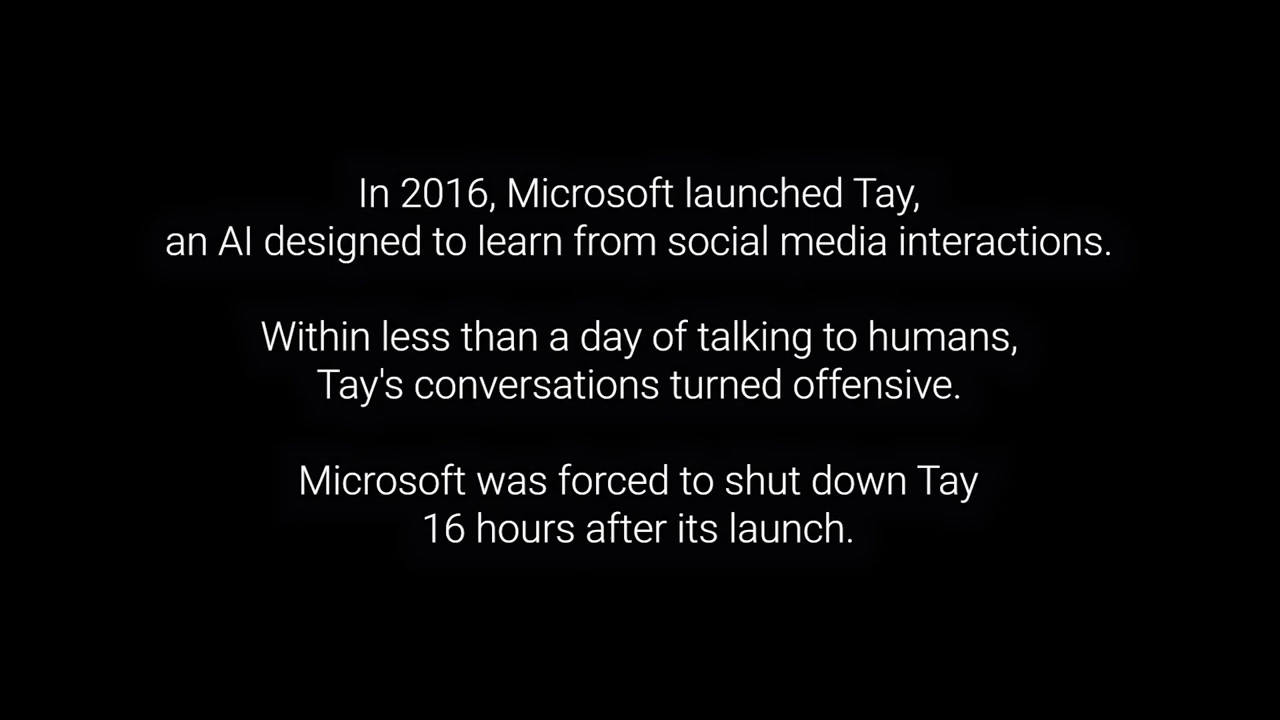 In 2016, Microsoft launched Tay,
an AI designed to learn from social media interactions.
Within less than a day of talking to humans,
Tay's conversations turned offensive.
Microsoft was forced to shut down Tay
16 hours after its launch.